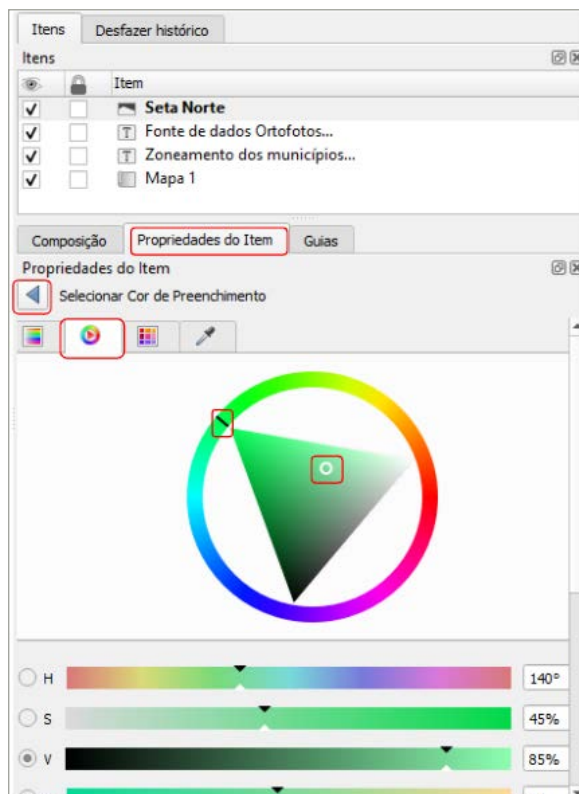 Itens Desfazer histórico
Itens
Item
Seta Norte
T Fonte de dados Ortofotos...
T Zoneamento dos municípios...
Mapa 1
Composição Propriedades do Item Guias
Propriedades do Item
Selecionar Cor de Preenchimento
H 140°
S 45%
V 85%